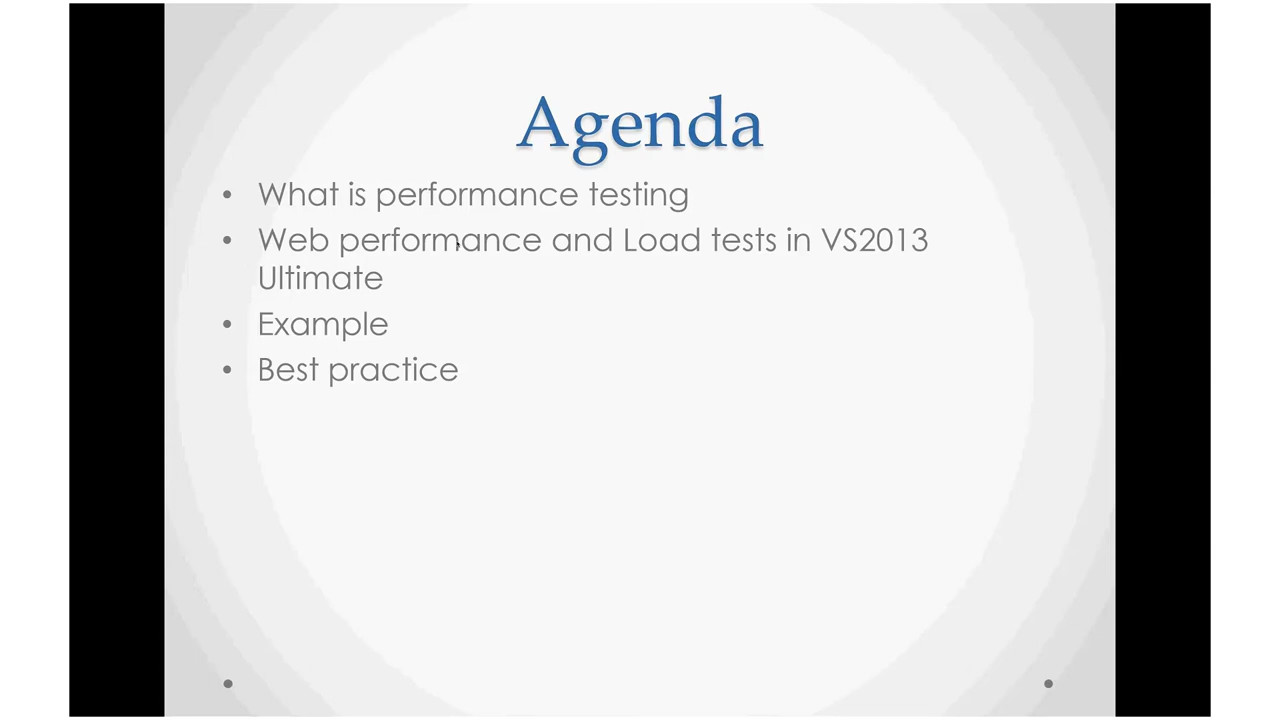 Agenda
• What is performance testing
• Web performance and Load tests in VS2013
Ultimate
• Example
• Best practice